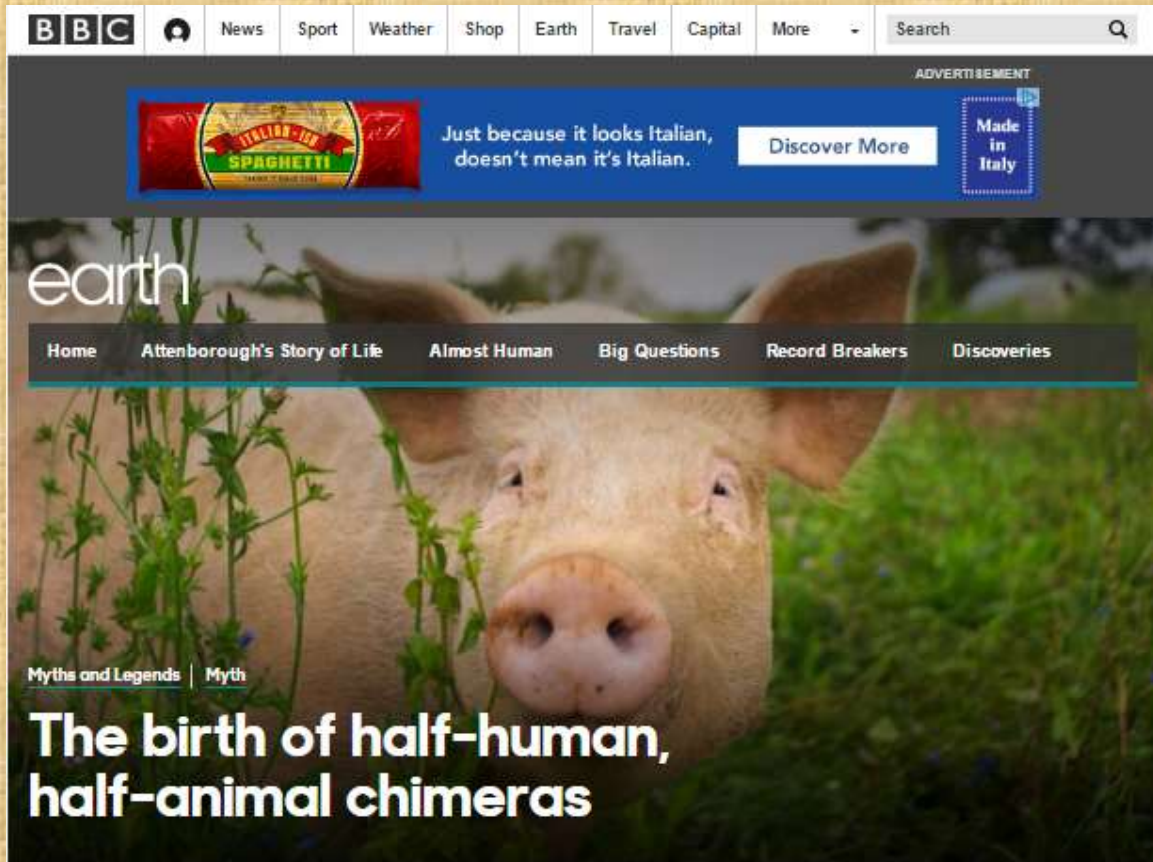 BBC News Sport Weather Shop Earth Travel Capital More Search
ADVERTISEMENT
ITALIAN-ISH
SPAGHETTI
Just because it looks Italian,
doesn't mean it's Italian.
Discover More
Made
in
Italy
earth
Home Attenborough's Story of Life Almost Human Big Questions Record Breakers Discoveries
Myths and Legends | Myth
The birth of half-human,
half-animal chimeras